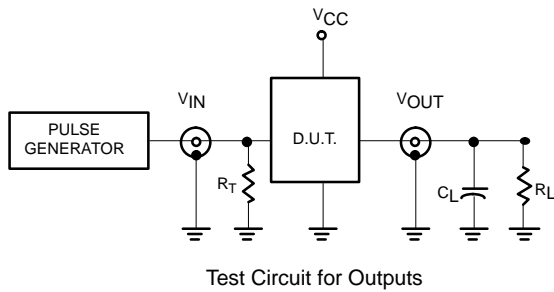 VCC
VIN
VOUT
PULSE
GENERATOR
D.U.T.
RT
CL
RL
Test Circuit for Outputs